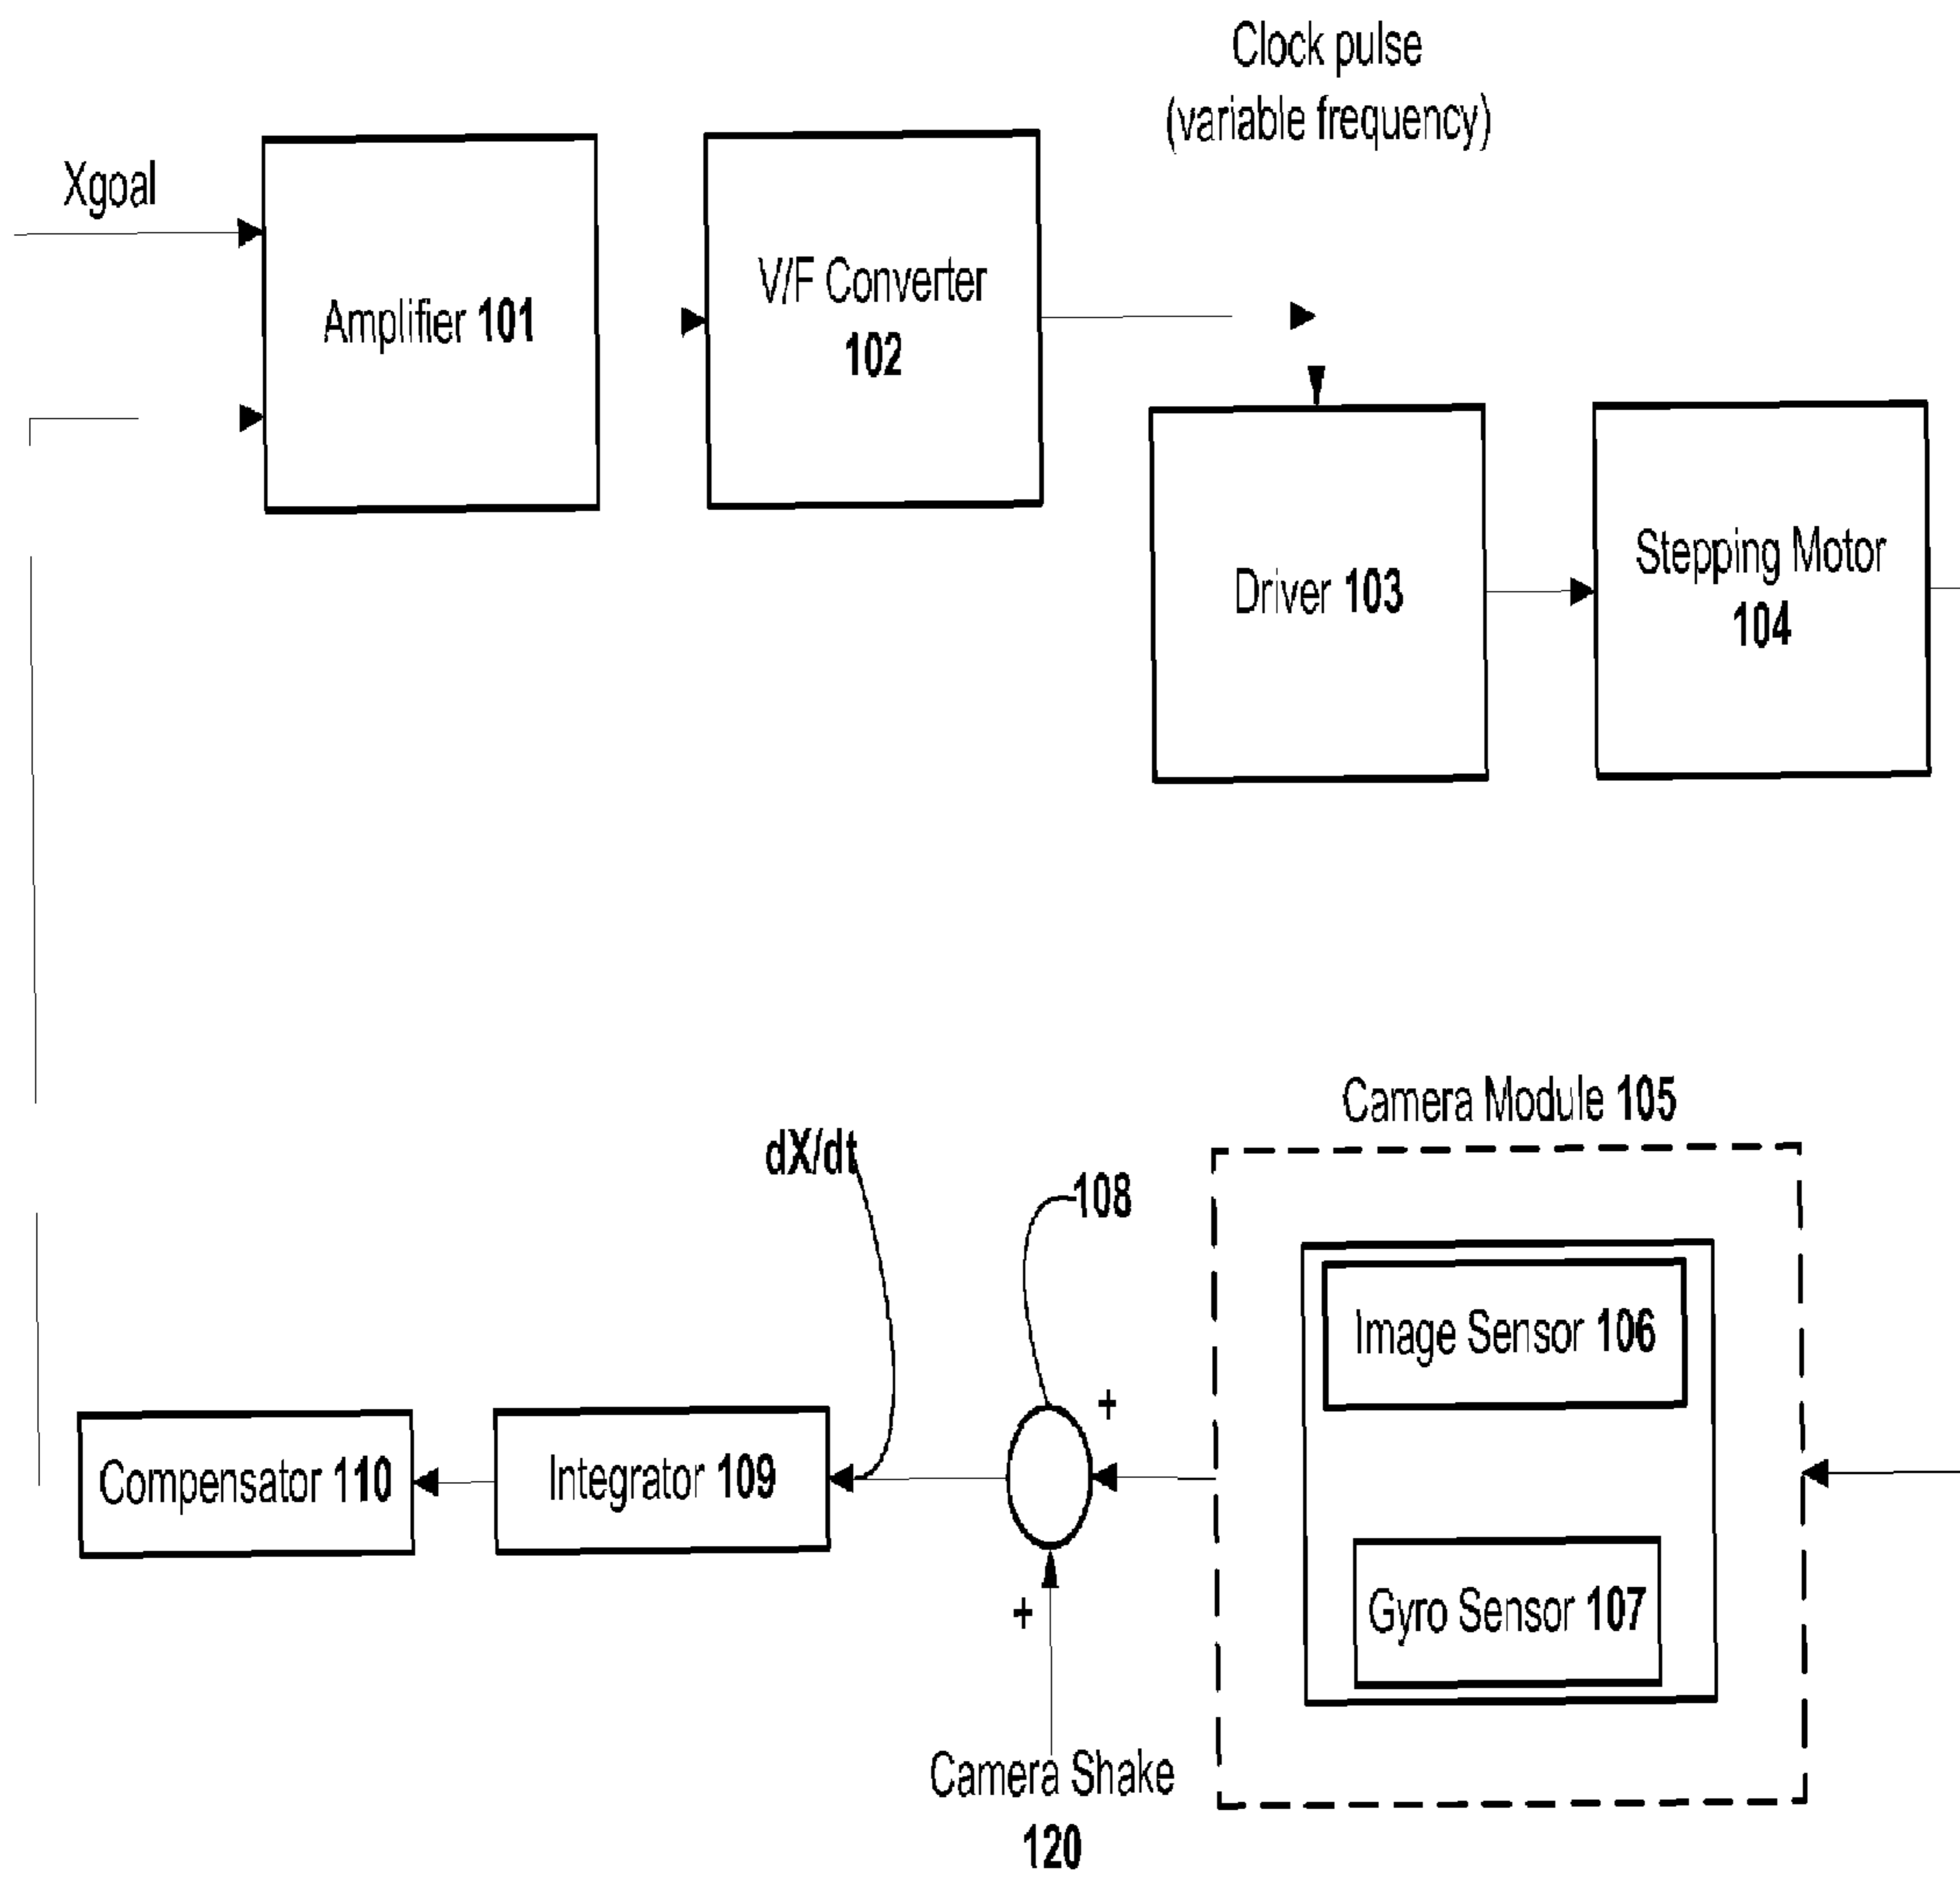 Clock pulse
(variable frequency)
Xgoal
Amplifier 101
V/F Converter
102
Driver 103
Stepping Motor
104
Camera Module 105
dX/dt
108
Image Sensor 106
Compensator 110
Integrator 109
+
Gyro Sensor 107
+
Camera Shake
120